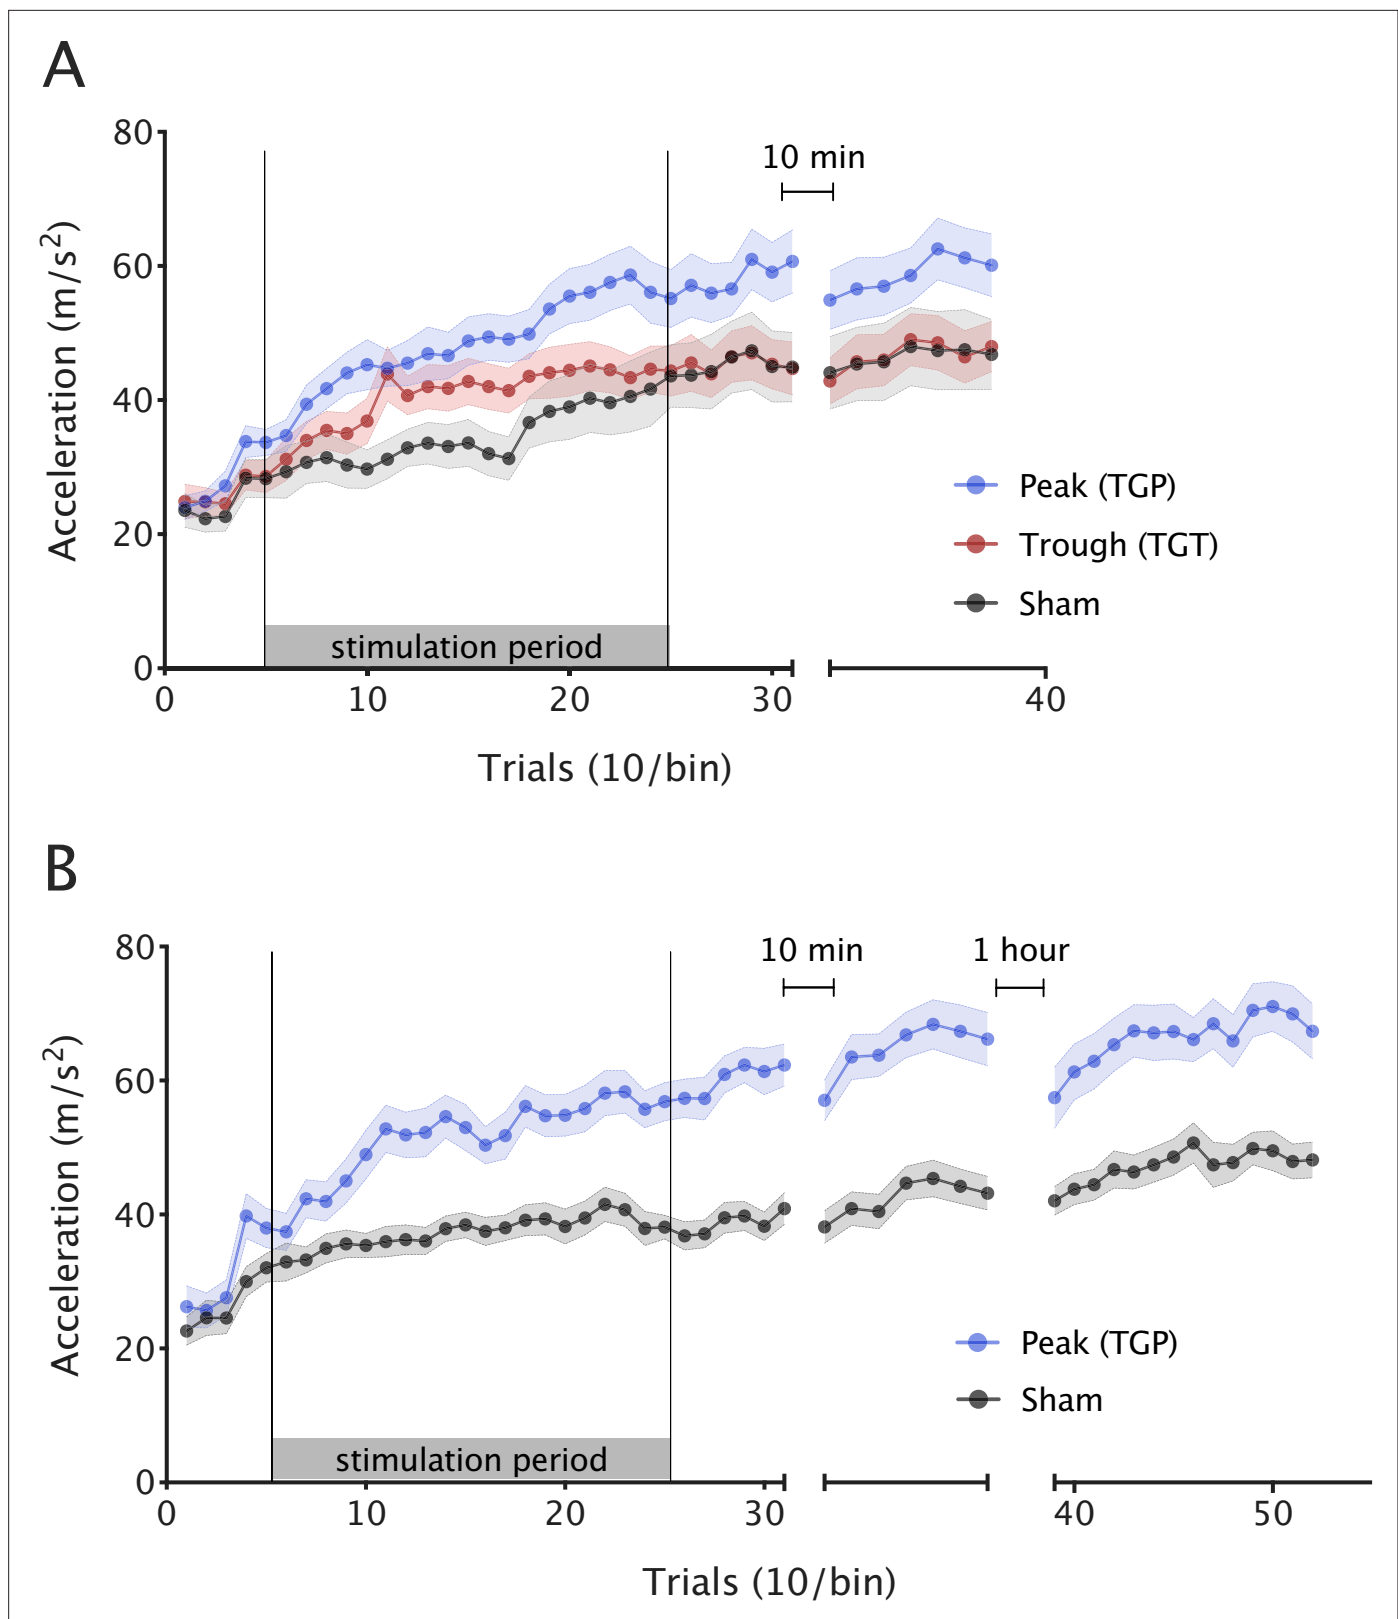 A
80
60
40
20
0
Acceleration (m/s²)
10 min
Peak (TGP)
Trough (TGT)
Sham
stimulation period
0 10 20 30 40
Trials (10/bin)
B
80
60
40
20
0
Acceleration (m/s²)
10 min 1 hour
Peak (TGP)
Sham
stimulation period
0 10 20 30 40 50
Trials (10/bin)